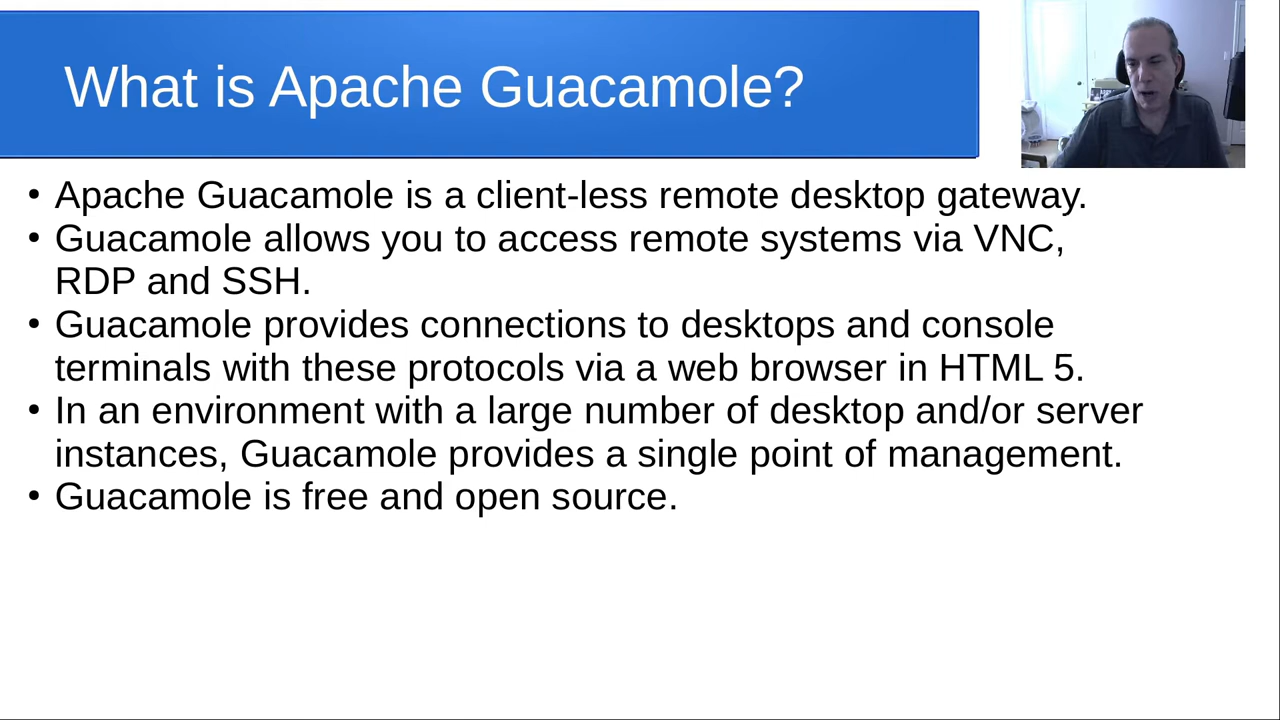 What is Apache Guacamole?
• Apache Guacamole is a client-less remote desktop gateway.
• Guacamole allows you to access remote systems via VNC,
RDP and SSH.
• Guacamole provides connections to desktops and console
terminals with these protocols via a web browser in HTML 5.
• In an environment with a large number of desktop and/or server
instances, Guacamole provides a single point of management.
• Guacamole is free and open source.